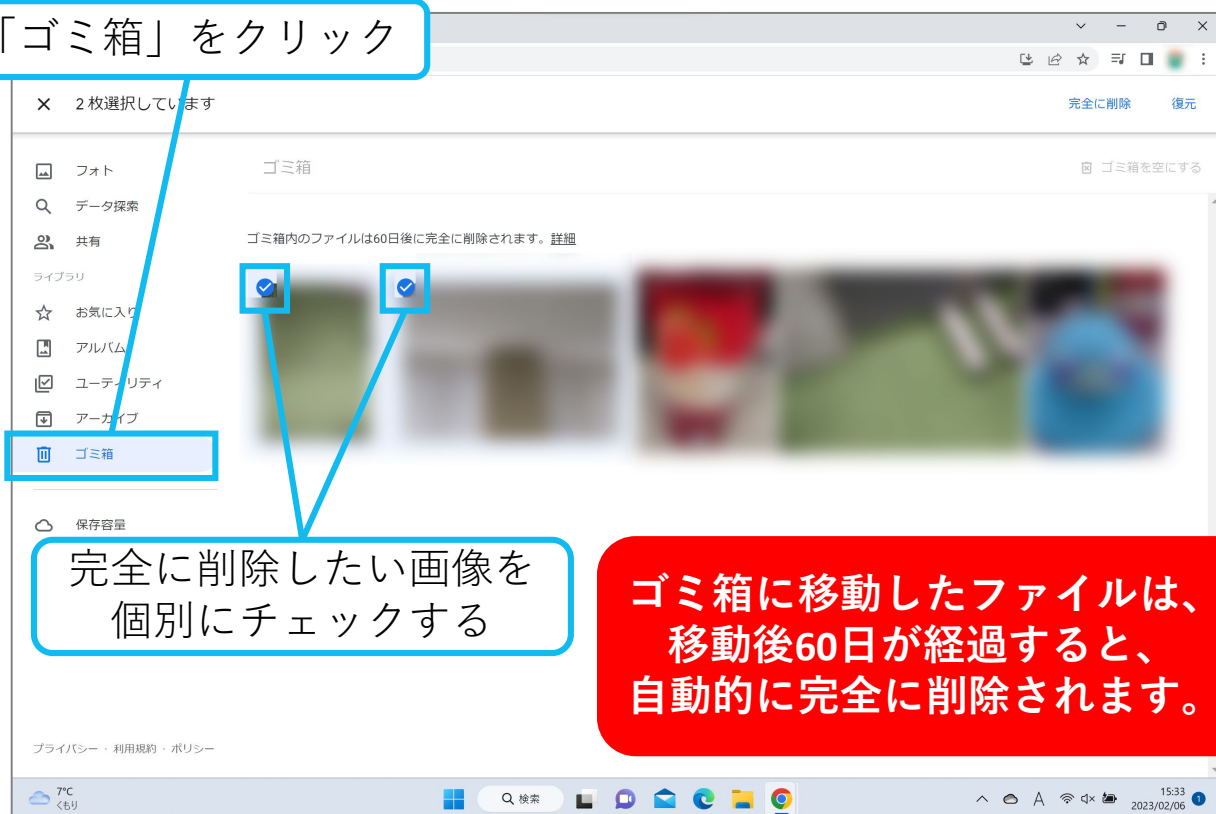 「ゴミ箱」をクリック
2 枚選択しています
完全に削除
復元
フォト
データ探索
共有
ライブラリ
お気に入り
アルバム
ユーティリティ
アーカイブ
ゴミ箱
保存容量
ゴミ箱
ゴミ箱を空にする
ゴミ箱内のファイルは60日後に完全に削除されます。詳細
完全に削除したい画像を
個別にチェックする
ゴミ箱に移動したファイルは、
移動後60日が経過すると、
自動的に完全に削除されます。
プライバシー · 利用規約 · ポリシー
7°C
くもり
検索
A
15:33
2023/02/06
1